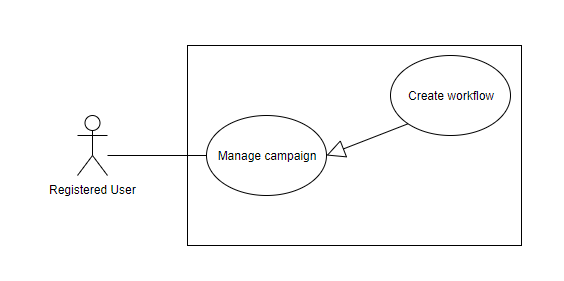 Create workflow
Manage campaign
Registered User